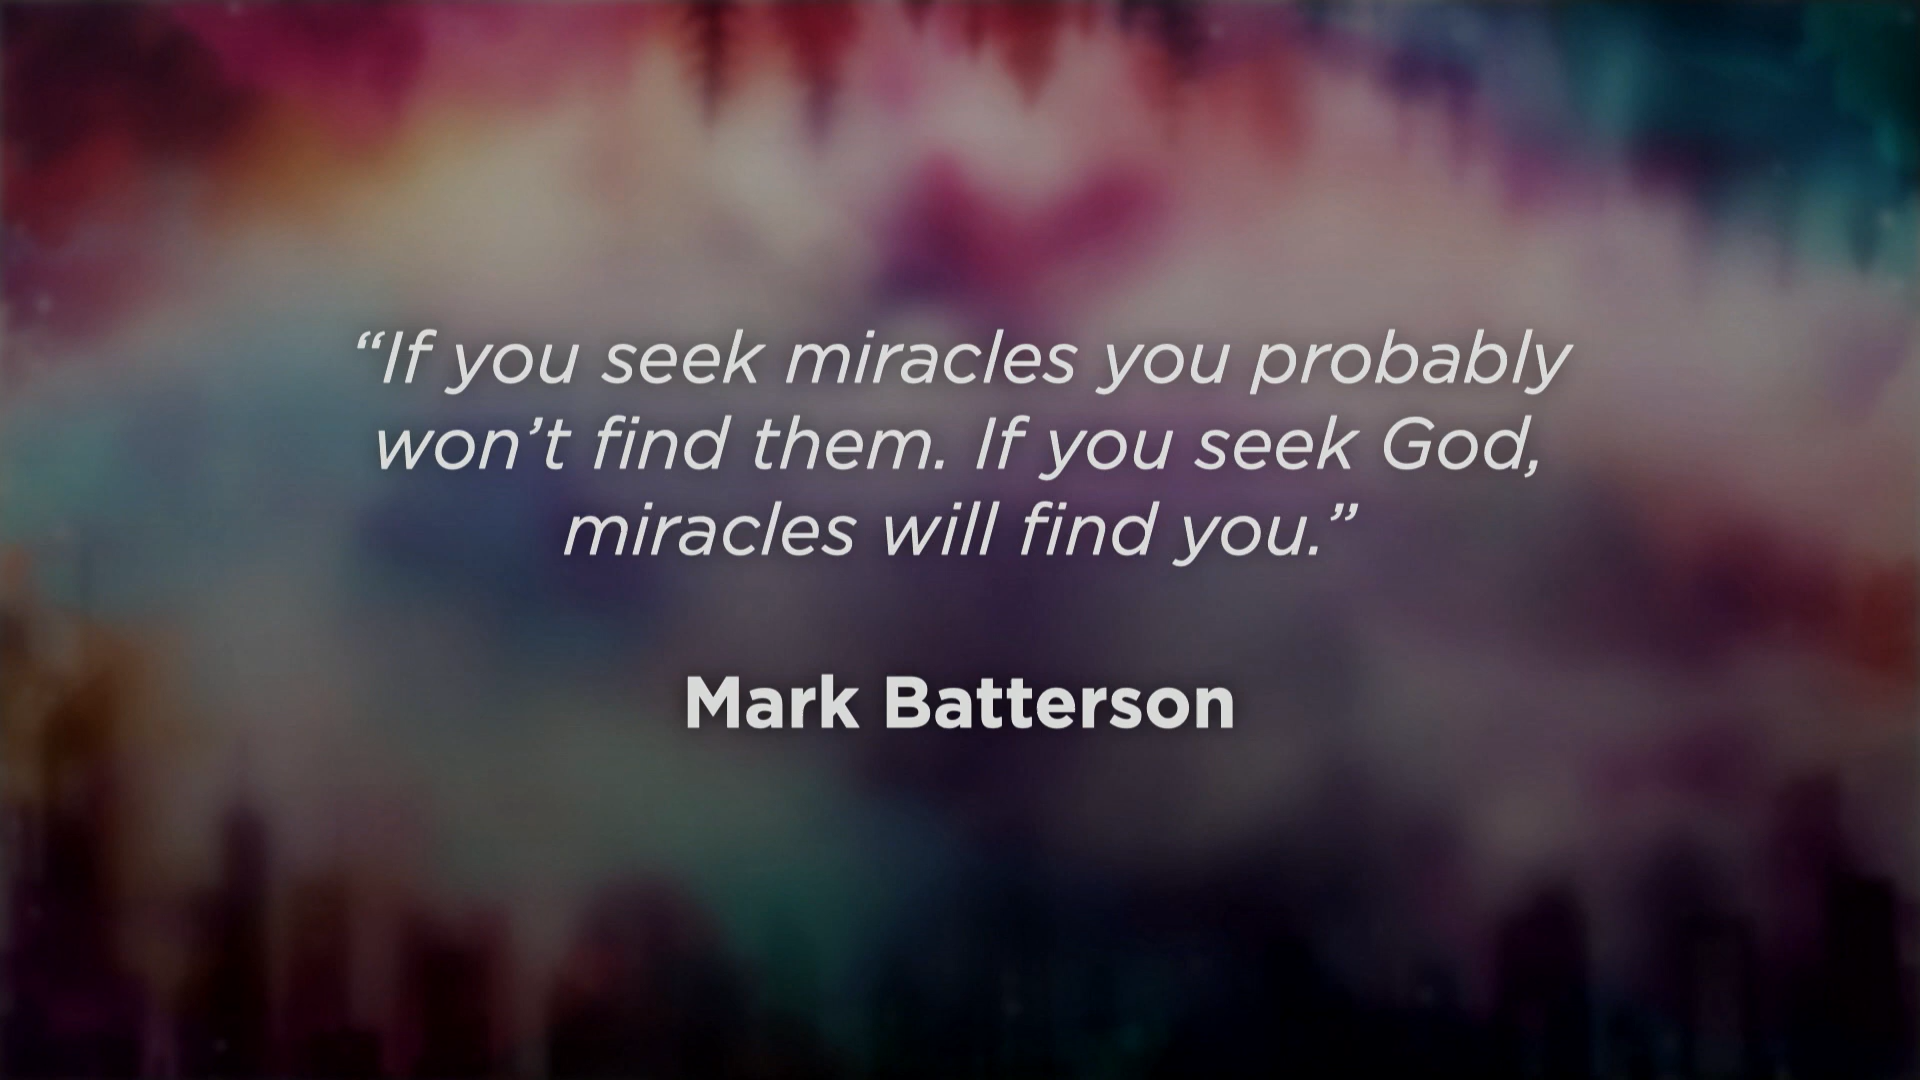 “If you seek miracles you probably
won’t find them. If you seek God,
miracles will find you.”
Mark Batterson